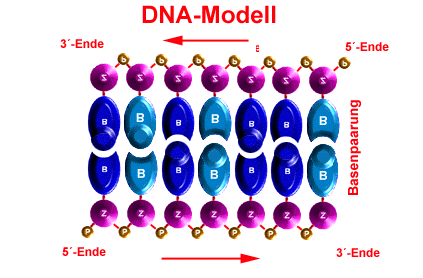 DNA-Modell
3´-Ende
5´-Ende
b b b b b b b
Z Z Z Z Z Z Z
B B B B B B B
Basenpaarung
B B B B B B B
Z Z Z Z Z Z Z
P P P P P P P
5´-Ende
3´-Ende